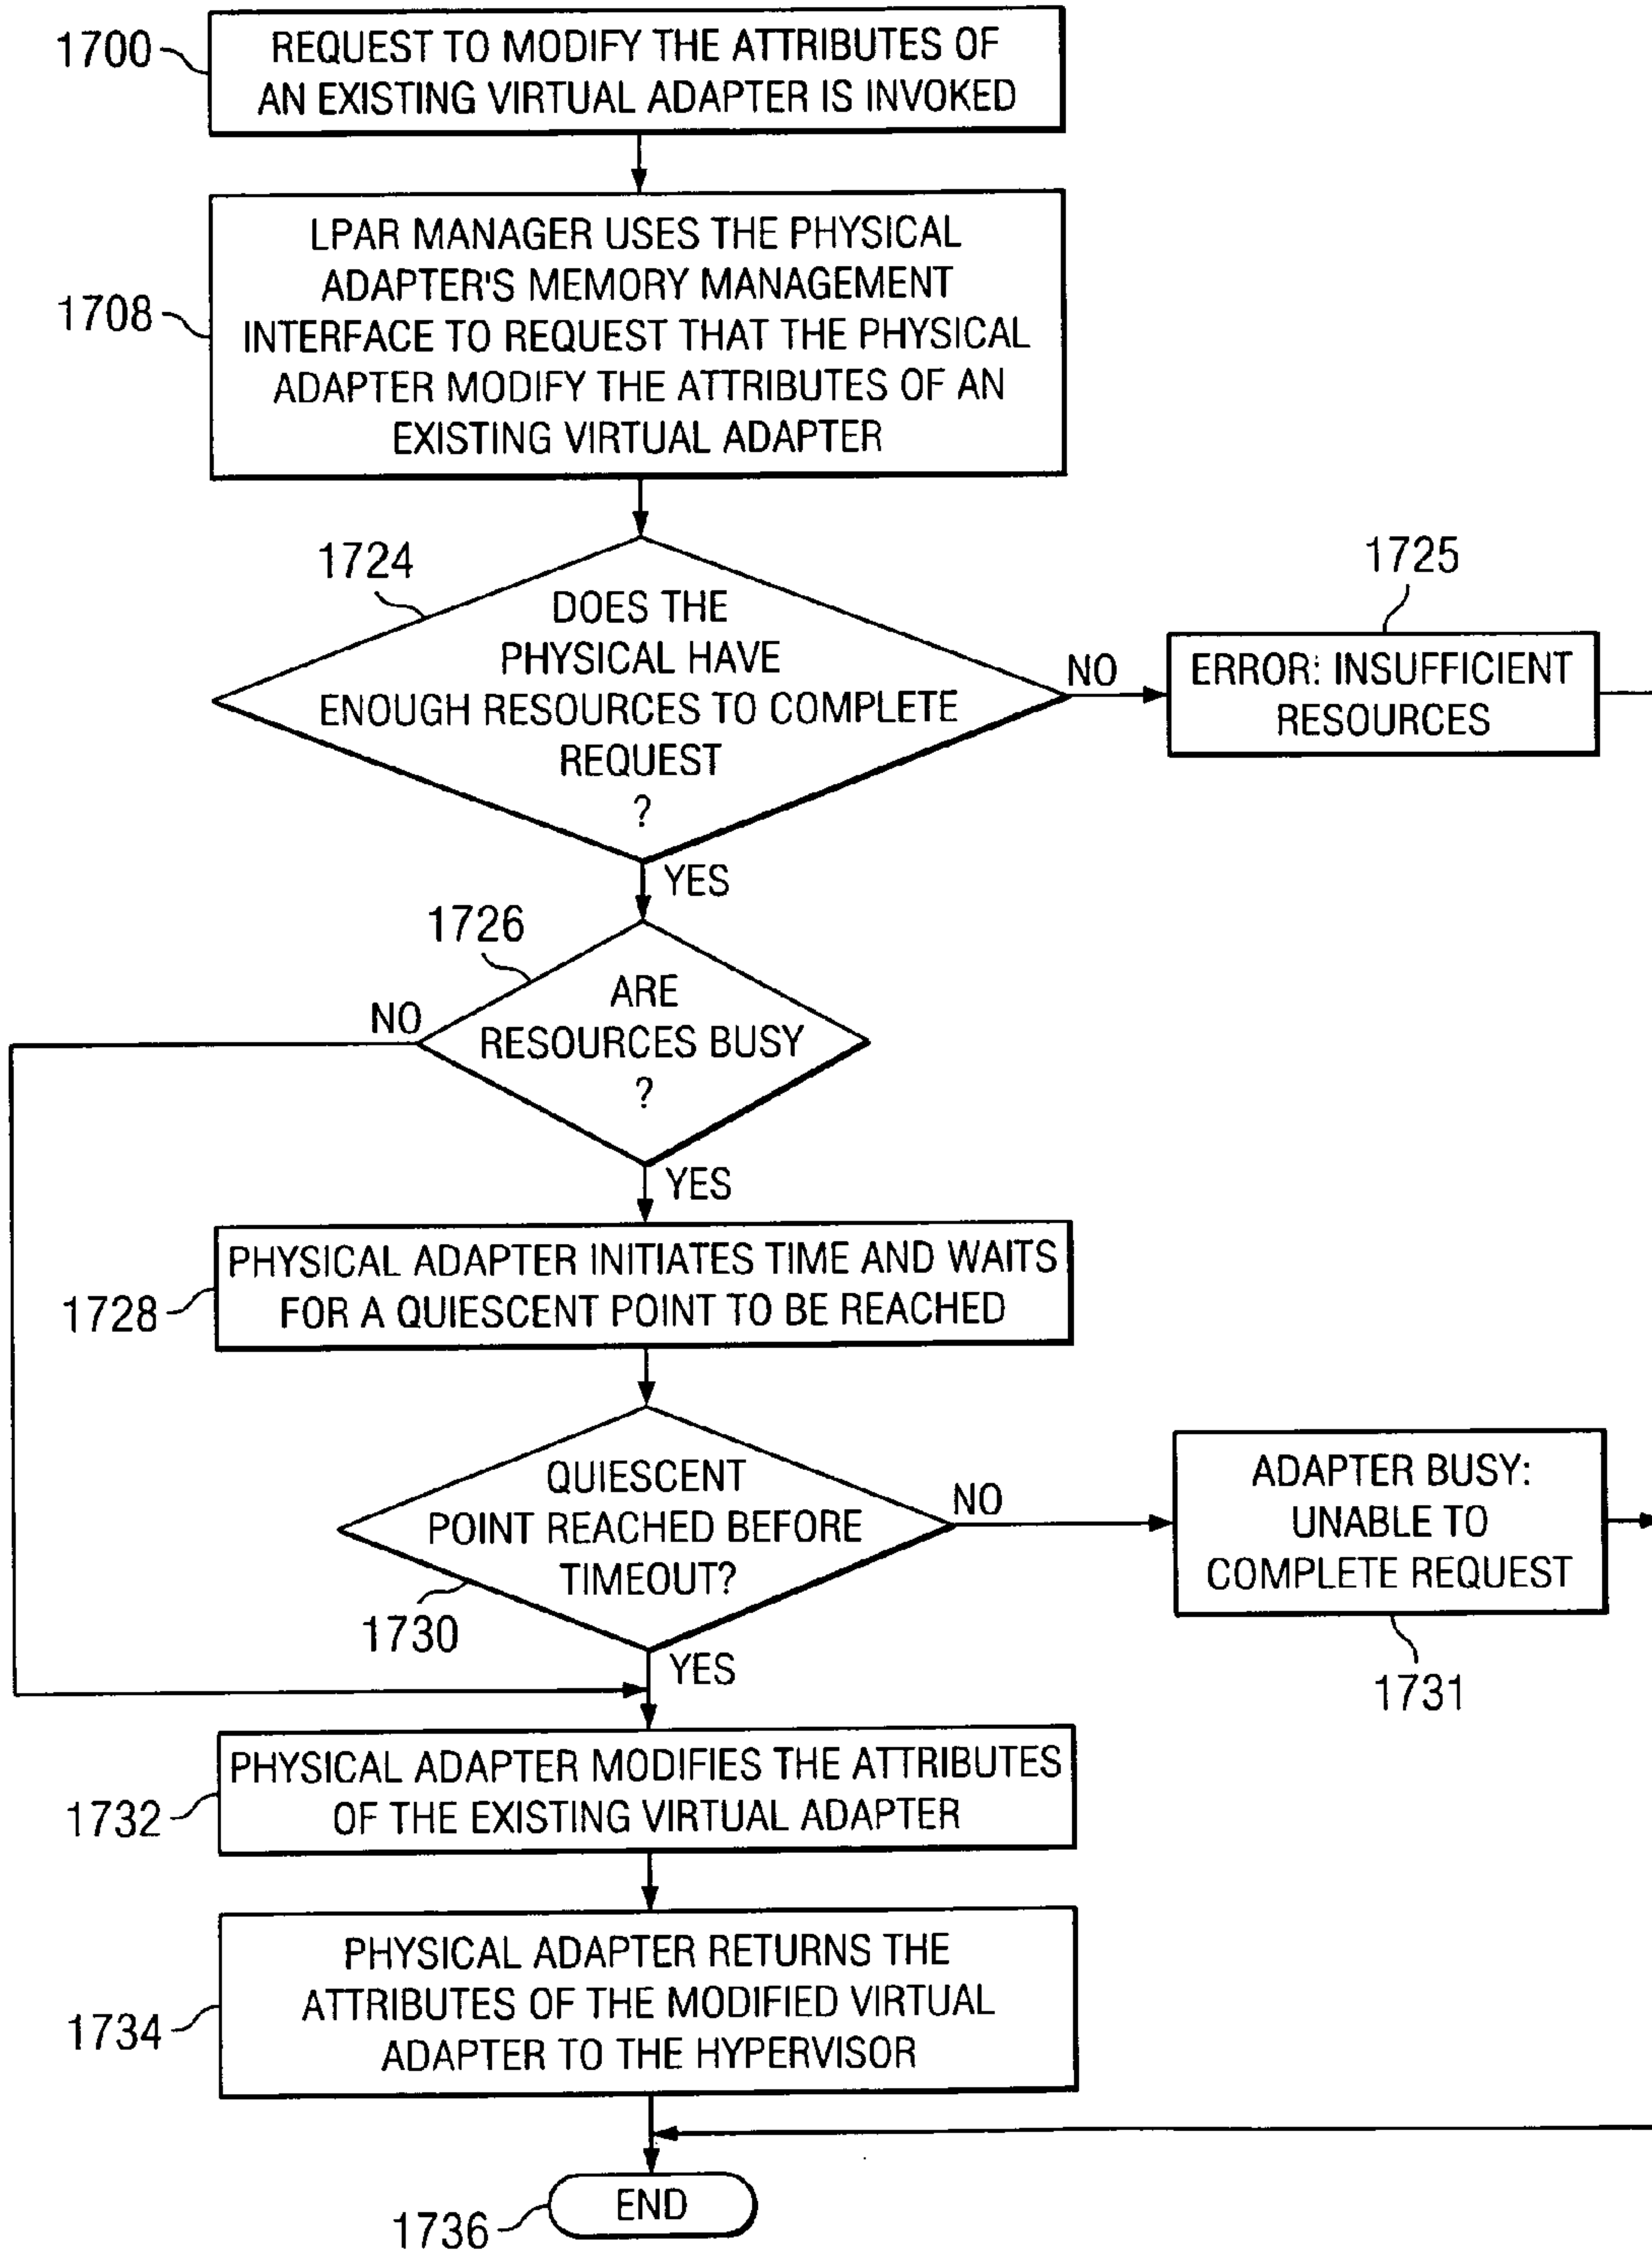 1700
REQUEST TO MODIFY THE ATTRIBUTES OF
AN EXISTING VIRTUAL ADAPTER IS INVOKED
1708
LPAR MANAGER USES THE PHYSICAL
ADAPTER'S MEMORY MANAGEMENT
INTERFACE TO REQUEST THAT THE PHYSICAL
ADAPTER MODIFY THE ATTRIBUTES OF AN
EXISTING VIRTUAL ADAPTER
1724
DOES THE
PHYSICAL HAVE
ENOUGH RESOURCES TO COMPLETE
REQUEST
?
NO
1725
ERROR: INSUFFICIENT
RESOURCES
YES
1726
ARE
RESOURCES BUSY
?
NO
YES
1728
PHYSICAL ADAPTER INITIATES TIME AND WAITS
FOR A QUIESCENT POINT TO BE REACHED
QUIESCENT
POINT REACHED BEFORE
TIMEOUT?
1730
NO
ADAPTER BUSY:
UNABLE TO
COMPLETE REQUEST
1731
YES
1732
PHYSICAL ADAPTER MODIFIES THE ATTRIBUTES
OF THE EXISTING VIRTUAL ADAPTER
1734
PHYSICAL ADAPTER RETURNS THE
ATTRIBUTES OF THE MODIFIED VIRTUAL
ADAPTER TO THE HYPERVISOR
END
1736